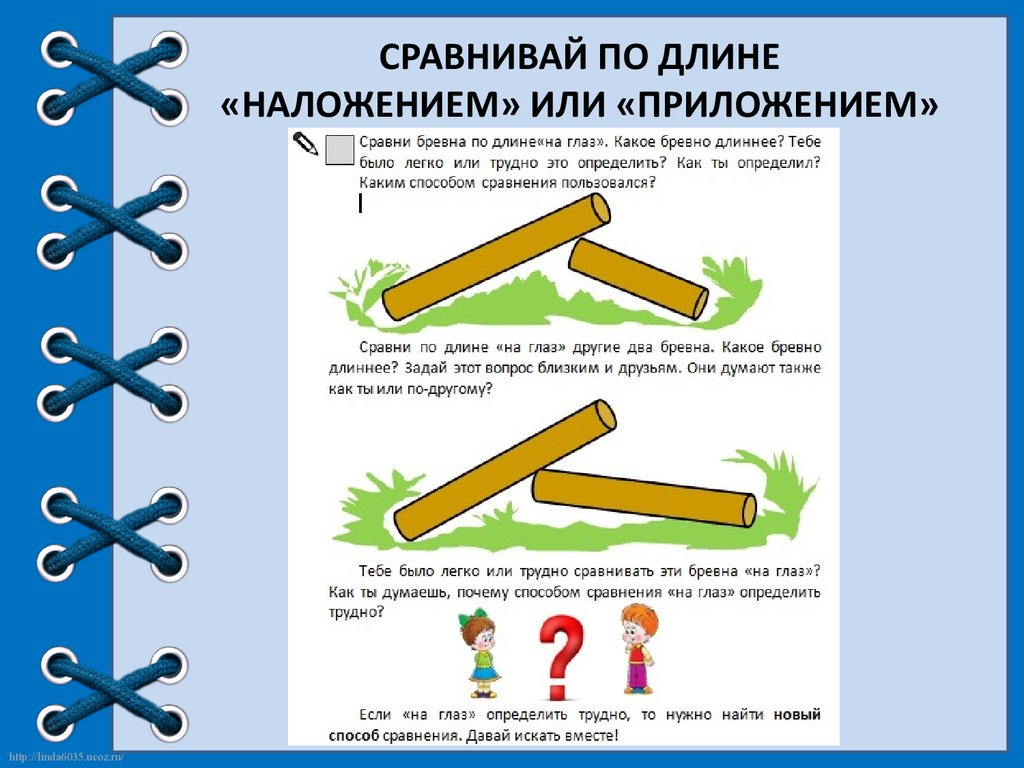 СРАВНИВАЙ ПО ДЛИНЕ
«НАЛОЖЕНИЕМ» ИЛИ «ПРИЛОЖЕНИЕМ»
Сравни бревна по длине«на глаз». Какое бревно длиннее? Тебе
было легко или трудно это определить? Как ты определил?
Каким способом сравнения пользовался?
Сравни по длине «на глаз» другие два бревна. Какое бревно
длиннее? Задай этот вопрос близким и друзьям. Они думают также
как ты или по-другому?
Тебе было легко или трудно сравнивать эти бревна «на глаз»?
Как ты думаешь, почему способом сравнения «на глаз» определить
трудно?
?
Если «на глаз» определить трудно, то нужно найти новый
способ сравнения. Давай искать вместе!
http://linda6035.ucoz.ru/